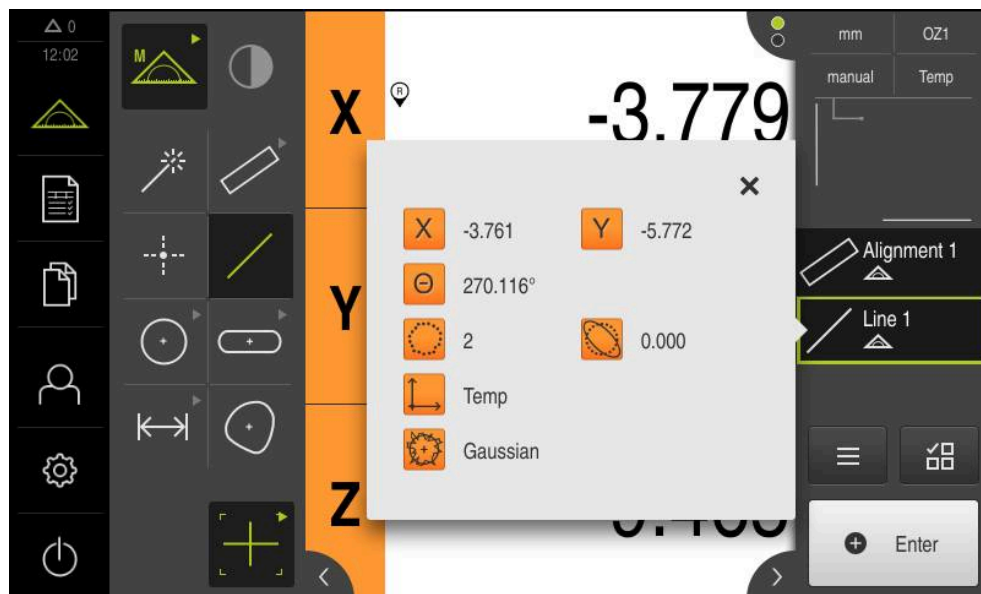 0
12:02
M
X
R
-3.779
mm
OZ1
manual
Temp
X -3.761 Y -5.772
Θ 270.116°
2 0.000
Temp
Gaussian
Y
Z
Alignment 1
Line 1
Enter